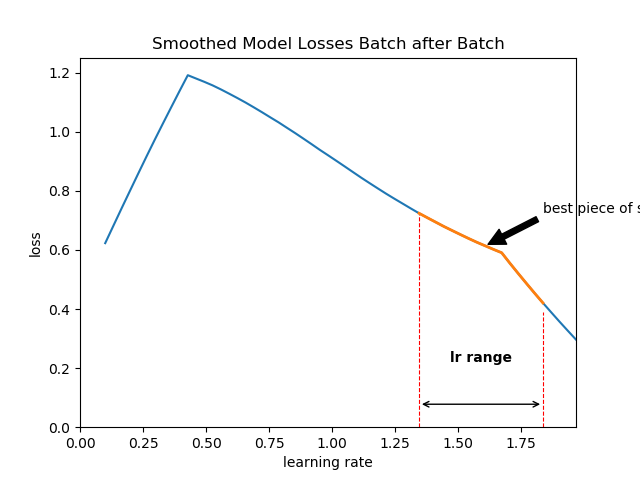 Smoothed Model Losses Batch after Batch
1.2
1.0
0.8
0.6
0.4
0.2
0.0
loss
best piece of s
lr range
0.00 0.25 0.50 0.75 1.00 1.25 1.50 1.75
learning rate